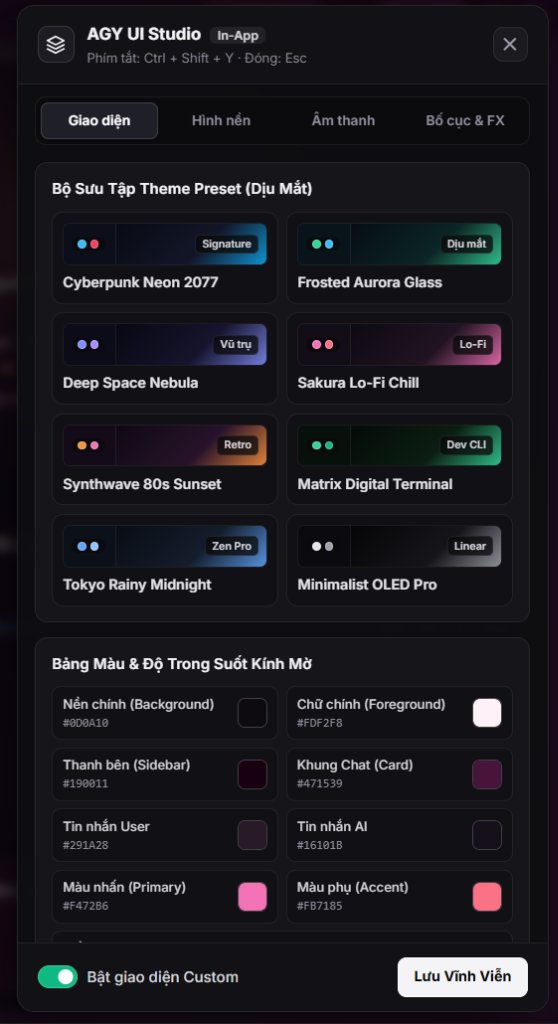 AGY UI Studio In-App
Phím tắt: Ctrl + Shift + Y · Đóng: Esc
Giao diện Hình nền Âm thanh Bố cục & FX
Bộ Sưu Tập Theme Preset (Dịu Mắt)
Signature
Cyberpunk Neon 2077
Dịu mắt
Frosted Aurora Glass
Vũ trụ
Deep Space Nebula
Lo-Fi
Sakura Lo-Fi Chill
Retro
Synthwave 80s Sunset
Dev CLI
Matrix Digital Terminal
Zen Pro
Tokyo Rainy Midnight
Linear
Minimalist OLED Pro
Bảng Màu & Độ Trong Suốt Kính Mờ
Nền chính (Background)
#0D0A10
Chữ chính (Foreground)
#FDF2F8
Thanh bên (Sidebar)
#190011
Khung Chat (Card)
#471539
Tin nhắn User
#291A28
Tin nhắn AI
#16101B
Màu nhấn (Primary)
#F472B6
Màu phụ (Accent)
#FB7185
Bật giao diện Custom
Lưu Vĩnh Viễn